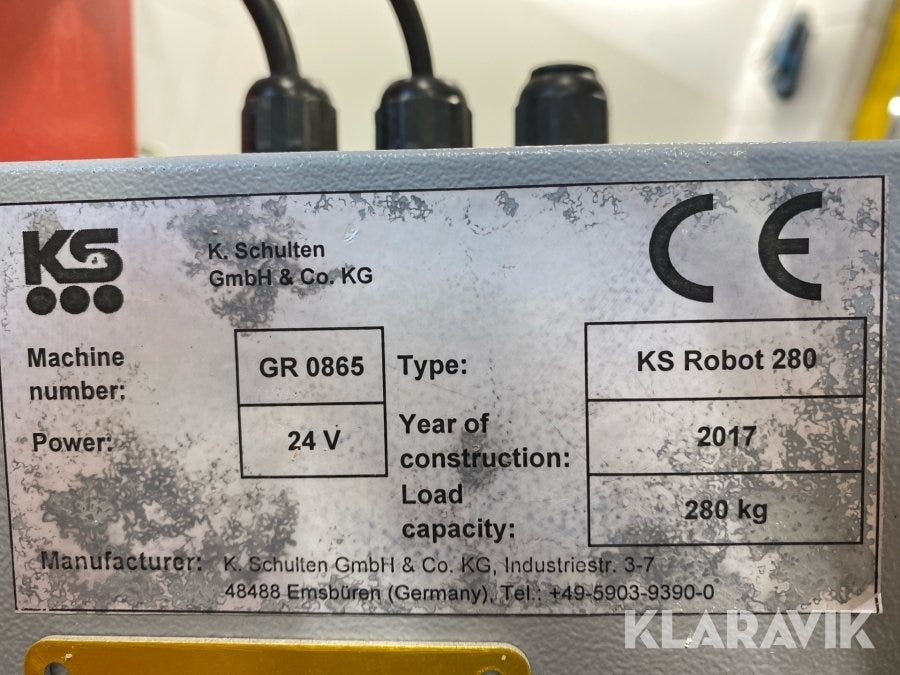 KS
K. Schulten
GmbH & Co. KG
CE
Machine
number:
GR 0865
Type:
KS Robot 280
Power:
24 V
Year of
construction:
2017
Load
capacity:
280 kg
Manufacturer: K. Schulten GmbH & Co. KG, Industriestr. 3-7
48488 Emsbüren (Germany), Tel.: +49-5903-9390-0
KLARAVIK